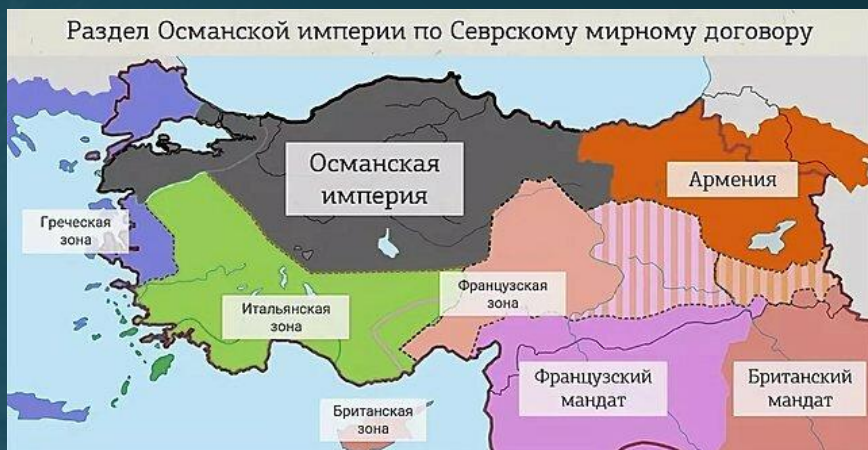 Раздел Османской империи по Севрскому мирному договору
Османская
империя
Армения
Греческая
зона
Французская
зона
Итальянская
зона
Французский
мандат
Британский
мандат
Британская
зона